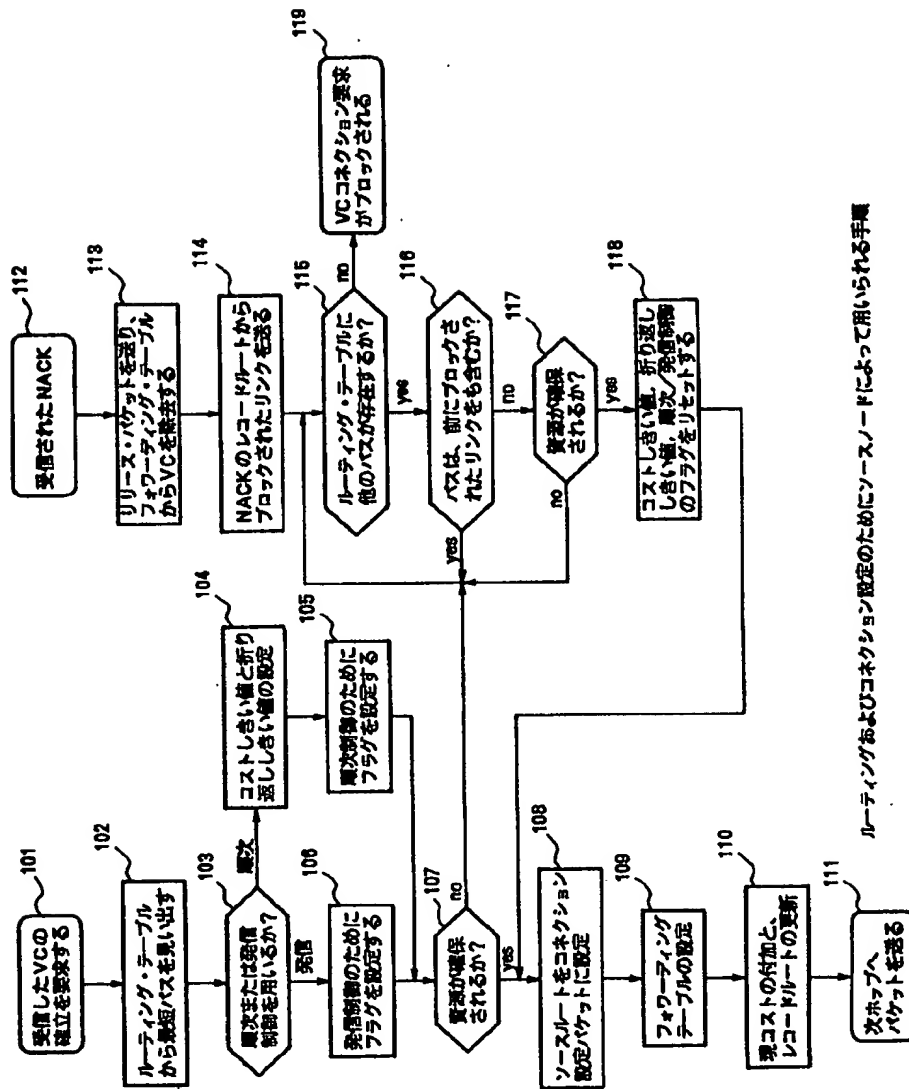 101
受信したVCの
確立を要求する
102
ルーティング・テーブル
から最短パスを見い出す
103
順次または発信
制御を用いるか?
順次
発信
104
コストしきい値と折り
返ししきい値の設定
105
順次制御のために
フラグを設定する
106
発信制御のために
フラグを設定する
107
資源が確保
されるか?
no
yes
108
ソースルートをコネクション
設定パケットに設定
109
フォワーディング
テーブルの設定
110
現コストの付加と、
レコードルートの更新
111
次ホップへ
パケットを送る
112
受信されたNACK
113
リリース・パケットを送り、
フォワーディング・テーブル
からVCを除去する
114
NACKのレコードルートから
ブロックされたリンクを送る
115
ルーティング・テーブルに
他のパスが存在するか?
no
yes
119
VCコネクション要求
がブロックされる
116
パスは、前にブロックさ
れたリンクをも含むか?
yes
no
117
資源が確保
されるか?
no
yes
118
コストしきい値,折り返し
しきい値,順次/発信制御
のフラグをリセットする
ルーティングおよびコネクション設定のためにソースノードによって用いられる手順